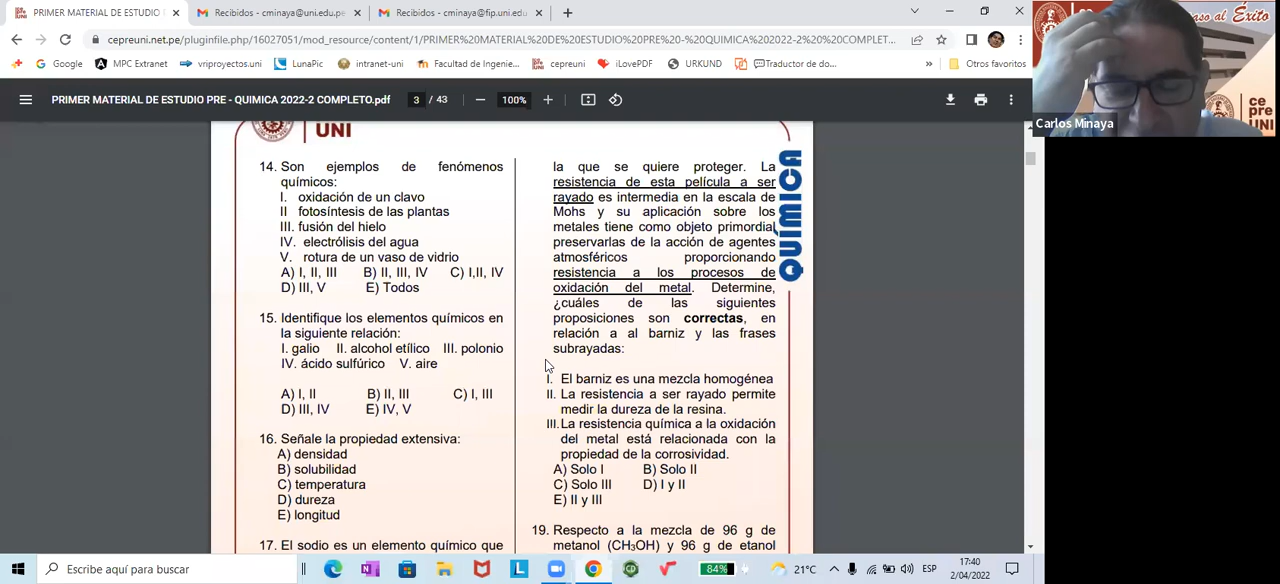 PRIMER MATERIAL DE ESTUDIO
Recibidos - cminaya@uni.edu.pe
Recibidos - cminaya@fip.uni.edu
cepreuni.net.pe/pluginfile.php/16027051/mod_resource/content/1/PRIMER%20MATERIAL%20DE%20ESTUDIO%20PRE%20-%20QUIMICA%202022-2%20%20COMPLET...
Google
MPC Extranet
vriproyectos.uni
LunaPic
intranet-uni
Facultad de Ingenie...
cepreuni
iLovePDF
URKUND
Traductor de do...
»
Otros favoritos
PRIMER MATERIAL DE ESTUDIO PRE - QUIMICA 2022-2 COMPLETO.pdf
3 / 43
100%
UNI
14. Son ejemplos de fenómenos
químicos:
I. oxidación de un clavo
II fotosíntesis de las plantas
III. fusión del hielo
IV. electrólisis del agua
V. rotura de un vaso de vidrio
A) I, II, III B) II, III, IV C) I,II, IV
D) III, V E) Todos
15. Identifique los elementos químicos en
la siguiente relación:
I. galio II. alcohol etílico III. polonio
IV. ácido sulfúrico V. aire
A) I, II B) II, III C) I, III
D) III, IV E) IV, V
16. Señale la propiedad extensiva:
A) densidad
B) solubilidad
C) temperatura
D) dureza
E) longitud
17. El sodio es un elemento químico que
la que se quiere proteger. La
resistencia de esta película a ser
rayado es intermedia en la escala de
Mohs y su aplicación sobre los
metales tiene como objeto primordial
preservarlas de la acción de agentes
atmosféricos proporcionando
resistencia a los procesos de
oxidación del metal. Determine,
¿cuáles de las siguientes
proposiciones son correctas, en
relación a al barniz y las frases
subrayadas:
I. El barniz es una mezcla homogénea
II. La resistencia a ser rayado permite
medir la dureza de la resina.
III. La resistencia química a la oxidación
del metal está relacionada con la
propiedad de la corrosividad.
A) Solo I B) Solo II
C) Solo III D) I y II
E) II y III
19. Respecto a la mezcla de 96 g de
metanol (CH₃OH) y 96 g de etanol
QUIMICA
aso al Éxito
ce
pre
UNI
Carlos Minaya
Escribe aquí para buscar
84%
21°C
ESP
17:40
2/04/2022